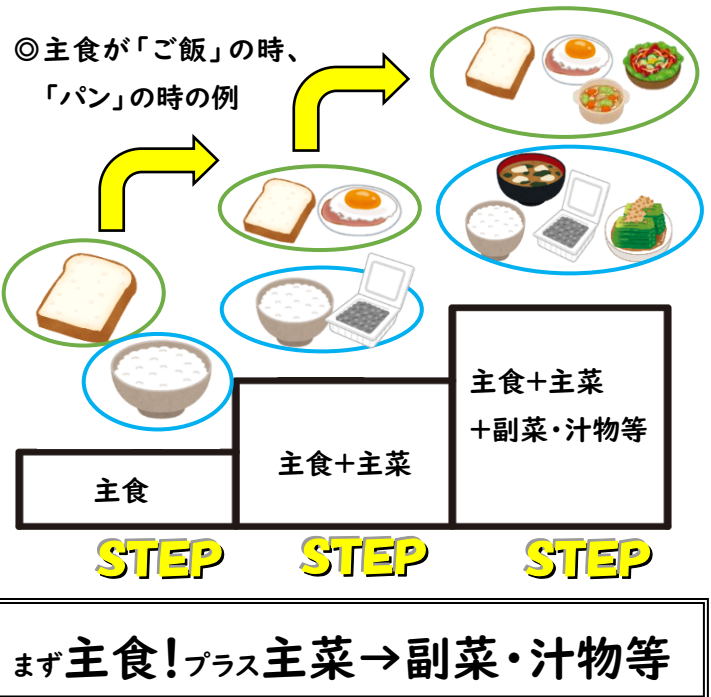 ◎主食が「ご飯」の時、
「パン」の時の例
主食+主菜
+副菜・汁物等
主食+主菜
主食
STEP
STEP
STEP
まず主食!プラス主菜→副菜・汁物等